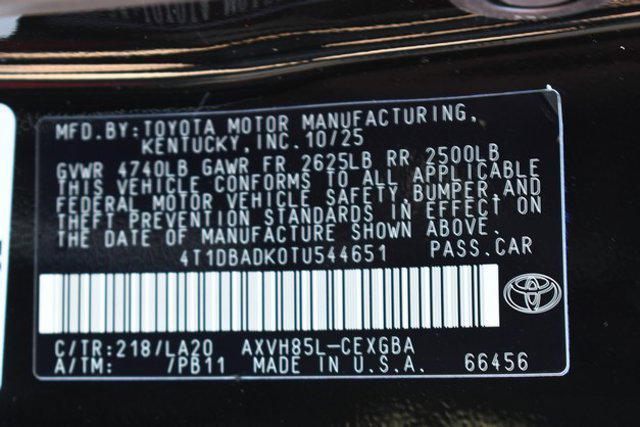 MFD.BY:TOYOTA MOTOR MANUFACTURING,
KENTUCKY,INC.10/25
GVWR 4740LB GAWR FR 2625LB RR 2500LB
THIS VEHICLE CONFORMS TO ALL APPLICABLE
FEDERAL MOTOR VEHICLE SAFETY,BUMPER,AND
THEFT PREVENTION STANDARDS IN EFFECT ON
THE DATE OF MANUFACTURE SHOWN ABOVE.
4T1DBADK0TU544651 PASS.CAR
C/TR:218/LA20 AXVH85L-CEXGBA
A/TM: /PB11 MADE IN U.S.A. 66456